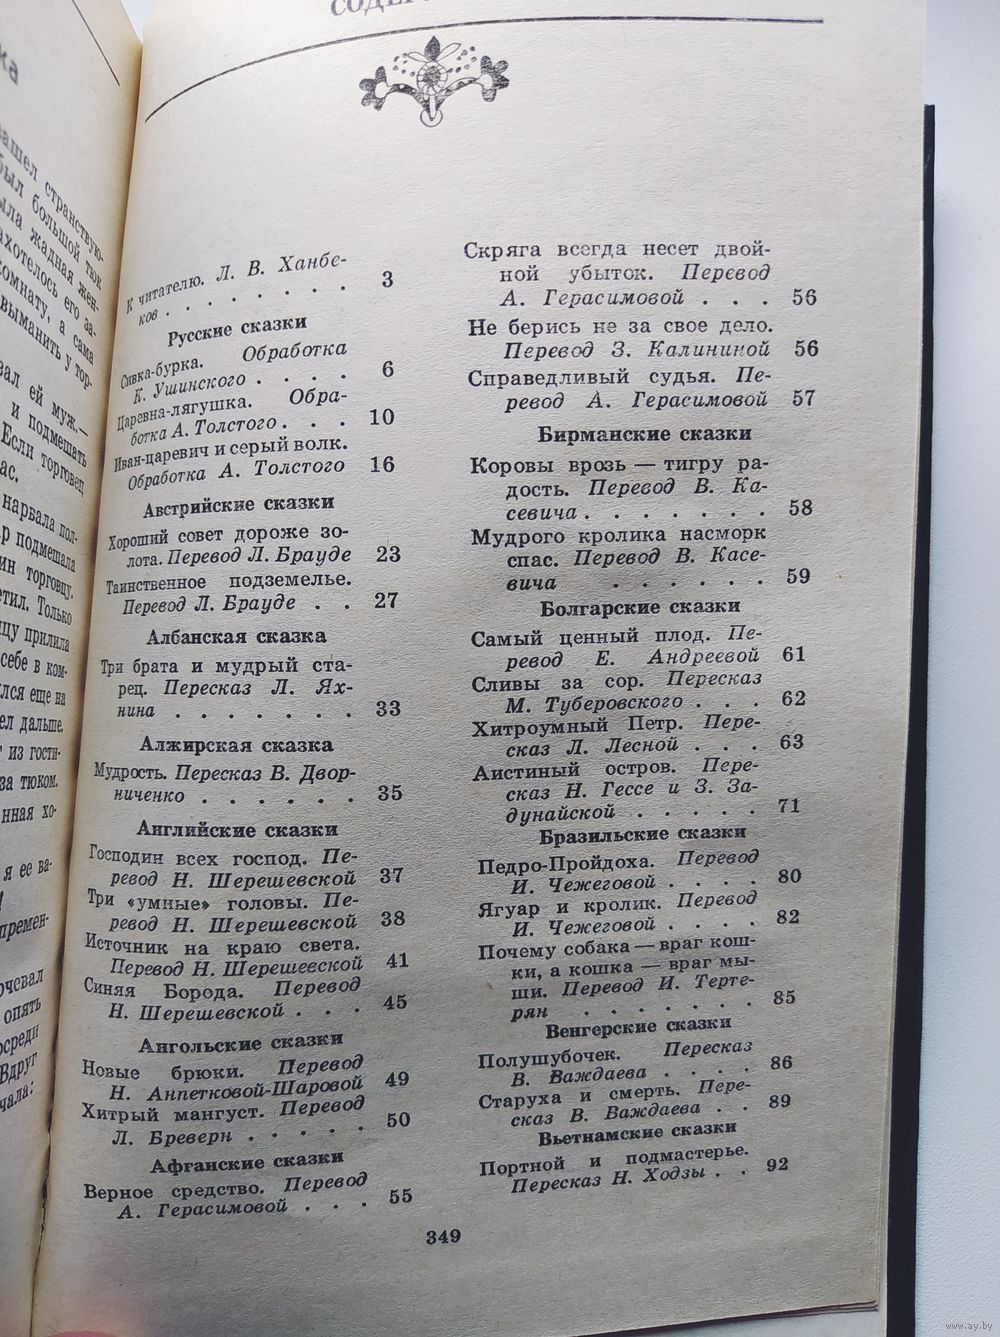 К читателю. Л. В. Ханбе-
ков . . . . . . . 3
Русские сказки
Сивка-бурка. Обработка
К. Ушинского . . . . 6
Царевна-лягушка. Обра-
ботка А. Толстого . . . 10
Иван-царевич и серый волк.
Обработка А. Толстого 16
Австрийские сказки
Хороший совет дороже зо-
лота. Перевод Л. Брауде 23
Таинственное подземелье.
Перевод Л. Брауде . . 27
Албанская сказка
Три брата и мудрый ста-
рец. Пересказ Л. Ях-
нина . . . . . . . 33
Алжирская сказка
Мудрость. Пересказ В. Двор-
ниченко . . . . . . 35
Английские сказки
Господин всех господ. Пе-
ревод Н. Шерешевской 37
Три «умные» головы. Пе-
ревод Н. Шерешевской 38
Источник на краю света.
Перевод Н. Шерешевской 41
Синяя Борода. Перевод
Н. Шерешевской . . . 45
Ангольские сказки
Новые брюки. Перевод
Н. Анпетковой-Шаровой 49
Хитрый мангуст. Перевод
Л. Бреверн . . . . . 50
Афганские сказки
Верное средство. Перевод
А. Герасимовой . . . 55
Скряга всегда несет двой-
ной убыток. Перевод
А. Герасимовой . . . 56
Не берись не за свое дело.
Перевод З. Калининой 56
Справедливый судья. Пе-
ревод А. Герасимовой 57
Бирманские сказки
Коровы врозь — тигру ра-
дость. Перевод В. Ка-
севича . . . . . . . 58
Мудрого кролика насморк
спас. Перевод В. Касе-
вича . . . . . . 59
Болгарские сказки
Самый ценный плод. Пе-
ревод Е. Андреевой 61
Сливы за сор. Пересказ
М. Туберовского . . . 62
Хитроумный Петр. Пере-
сказ Л. Лесной . . . 63
Аистиный остров. Пере-
сказ Н. Гессе и З. За-
дунайской . . . . . 71
Бразильские сказки
Педро-Пройдоха. Перевод
И. Чежеговой . . . . 80
Ягуар и кролик. Перевод
И. Чежеговой . . . . 82
Почему собака — враг кош-
ки, а кошка — враг мы-
ши. Перевод И. Терте-
рян . . . . . . . 85
Венгерские сказки
Полушубочек. Пересказ
В. Важдаева . . . . 86
Старуха и смерть. Пере-
сказ В. Важдаева . . 89
Вьетнамские сказки
Портной и подмастерье.
Пересказ Н. Ходзы . . 92
349
www.ay.by